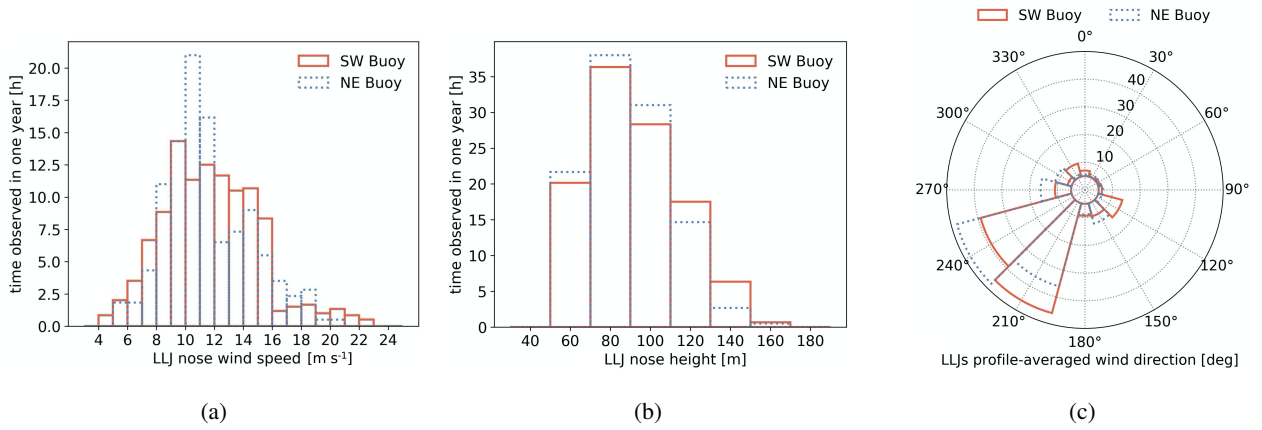 SW Buoy
NE Buoy
20.0
17.5
15.0
12.5
10.0
7.5
5.0
2.5
0.0
time observed in one year [h]
4 6 8 10 12 14 16 18 20 22 24
LLJ nose wind speed [m s⁻¹]
(a)
SW Buoy
NE Buoy
35
30
25
20
15
10
5
0
time observed in one year [h]
40 60 80 100 120 140 160 180
LLJ nose height [m]
(b)
SW Buoy NE Buoy
0°
330° 30°
40
300° 60°
30
20
10
270° 90°
240° 120°
210° 150°
180°
LLJs profile-averaged wind direction [deg]
(c)